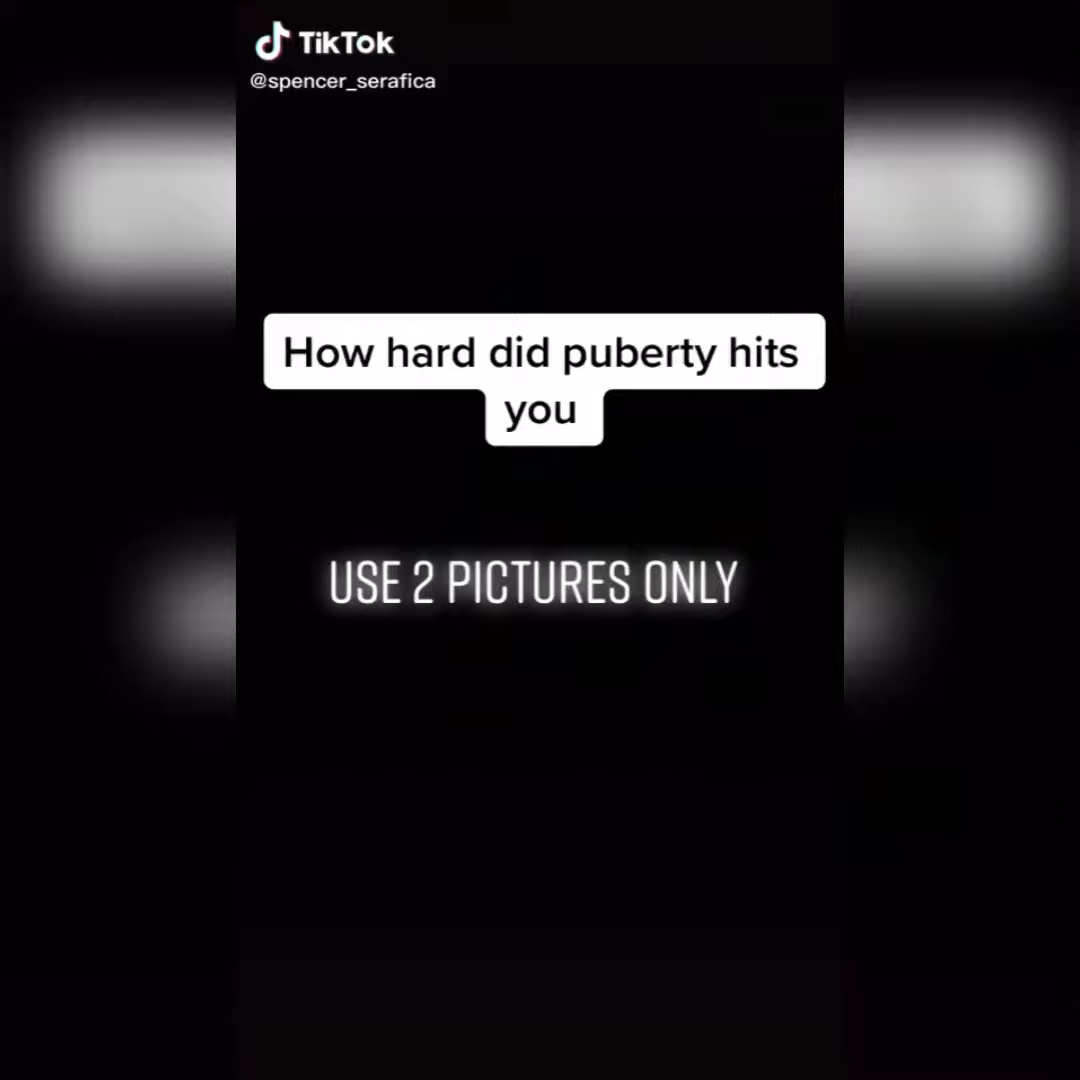 TikTok
@spencer_serafica
How hard did puberty hits
you
USE 2 PICTURES ONLY